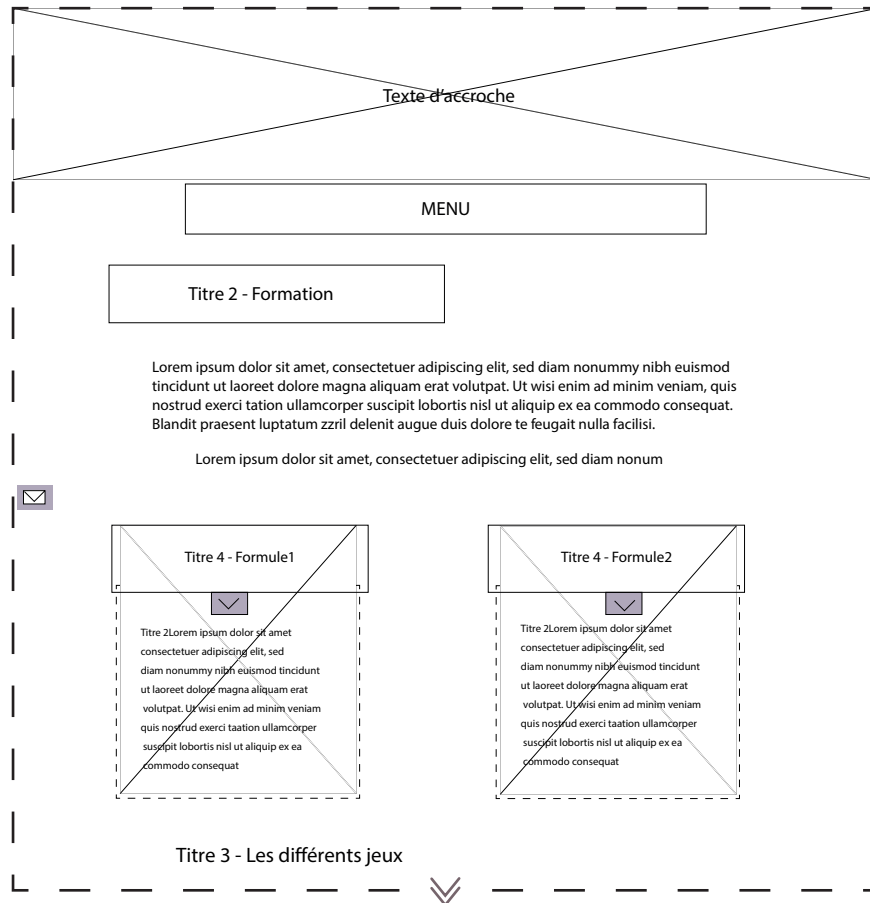 Texte d'accroche
MENU
Titre 2 - Formation
Lorem ipsum dolor sit amet, consectetuer adipiscing elit, sed diam nonummy nibh euismod
tincidunt ut laoreet dolore magna aliquam erat volutpat. Ut wisi enim ad minim veniam, quis
nostrud exerci tation ullamcorper suscipit lobortis nisl ut aliquip ex ea commodo consequat.
Blandit praesent luptatum zzril delenit augue duis dolore te feugait nulla facilisi.
Lorem ipsum dolor sit amet, consectetuer adipiscing elit, sed diam nonum
Titre 4 - Formule1
Titre 2Lorem ipsum dolor sit amet
consectetuer adipiscing elit, sed
diam nonummy nibh euismod tincidunt
ut laoreet dolore magna aliquam erat
volutpat. Ut wisi enim ad minim veniam
quis nostrud exerci taation ullamcorper
suscipit lobortis nisl ut aliquip ex ea
commodo consequat
Titre 4 - Formule2
Titre 2Lorem ipsum dolor sit amet
consectetuer adipiscing elit, sed
diam nonummy nibh euismod tincidunt
ut laoreet dolore magna aliquam erat
volutpat. Ut wisi enim ad minim veniam
quis nostrud exerci taation ullamcorper
suscipit lobortis nisl ut aliquip ex ea
commodo consequat
Titre 3 - Les différents jeux